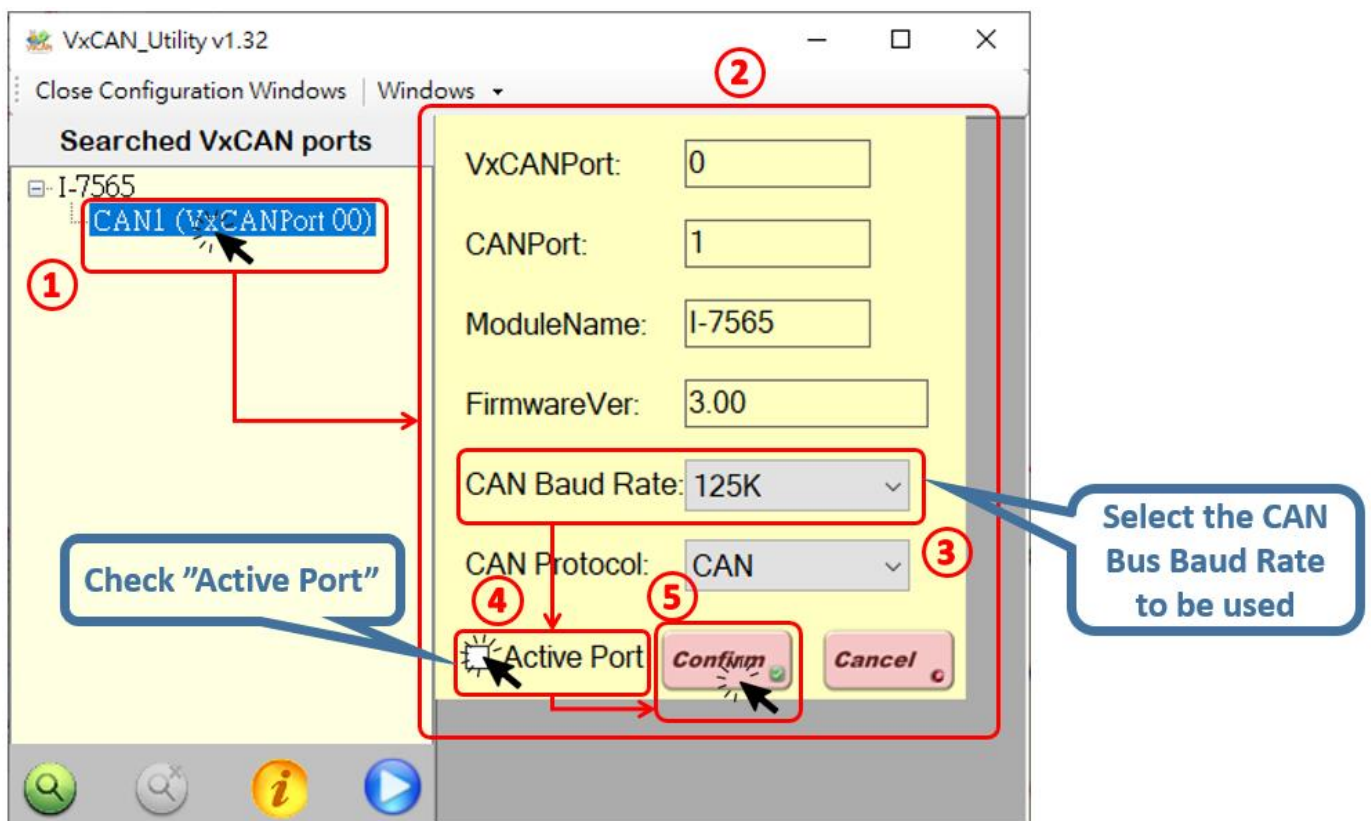 VxCAN_Utility v1.32
Close Configuration Windows
Windows
Searched VxCAN ports
I-7565
CAN1 (VxCANPort 00)
①
②
VxCANPort: 0
CANPort: 1
ModuleName: I-7565
FirmwareVer: 3.00
CAN Baud Rate: 125K
③
CAN Protocol: CAN
④
⑤
Active Port
Confirm
Cancel
Check ”Active Port”
Select the CAN
Bus Baud Rate
to be used
i